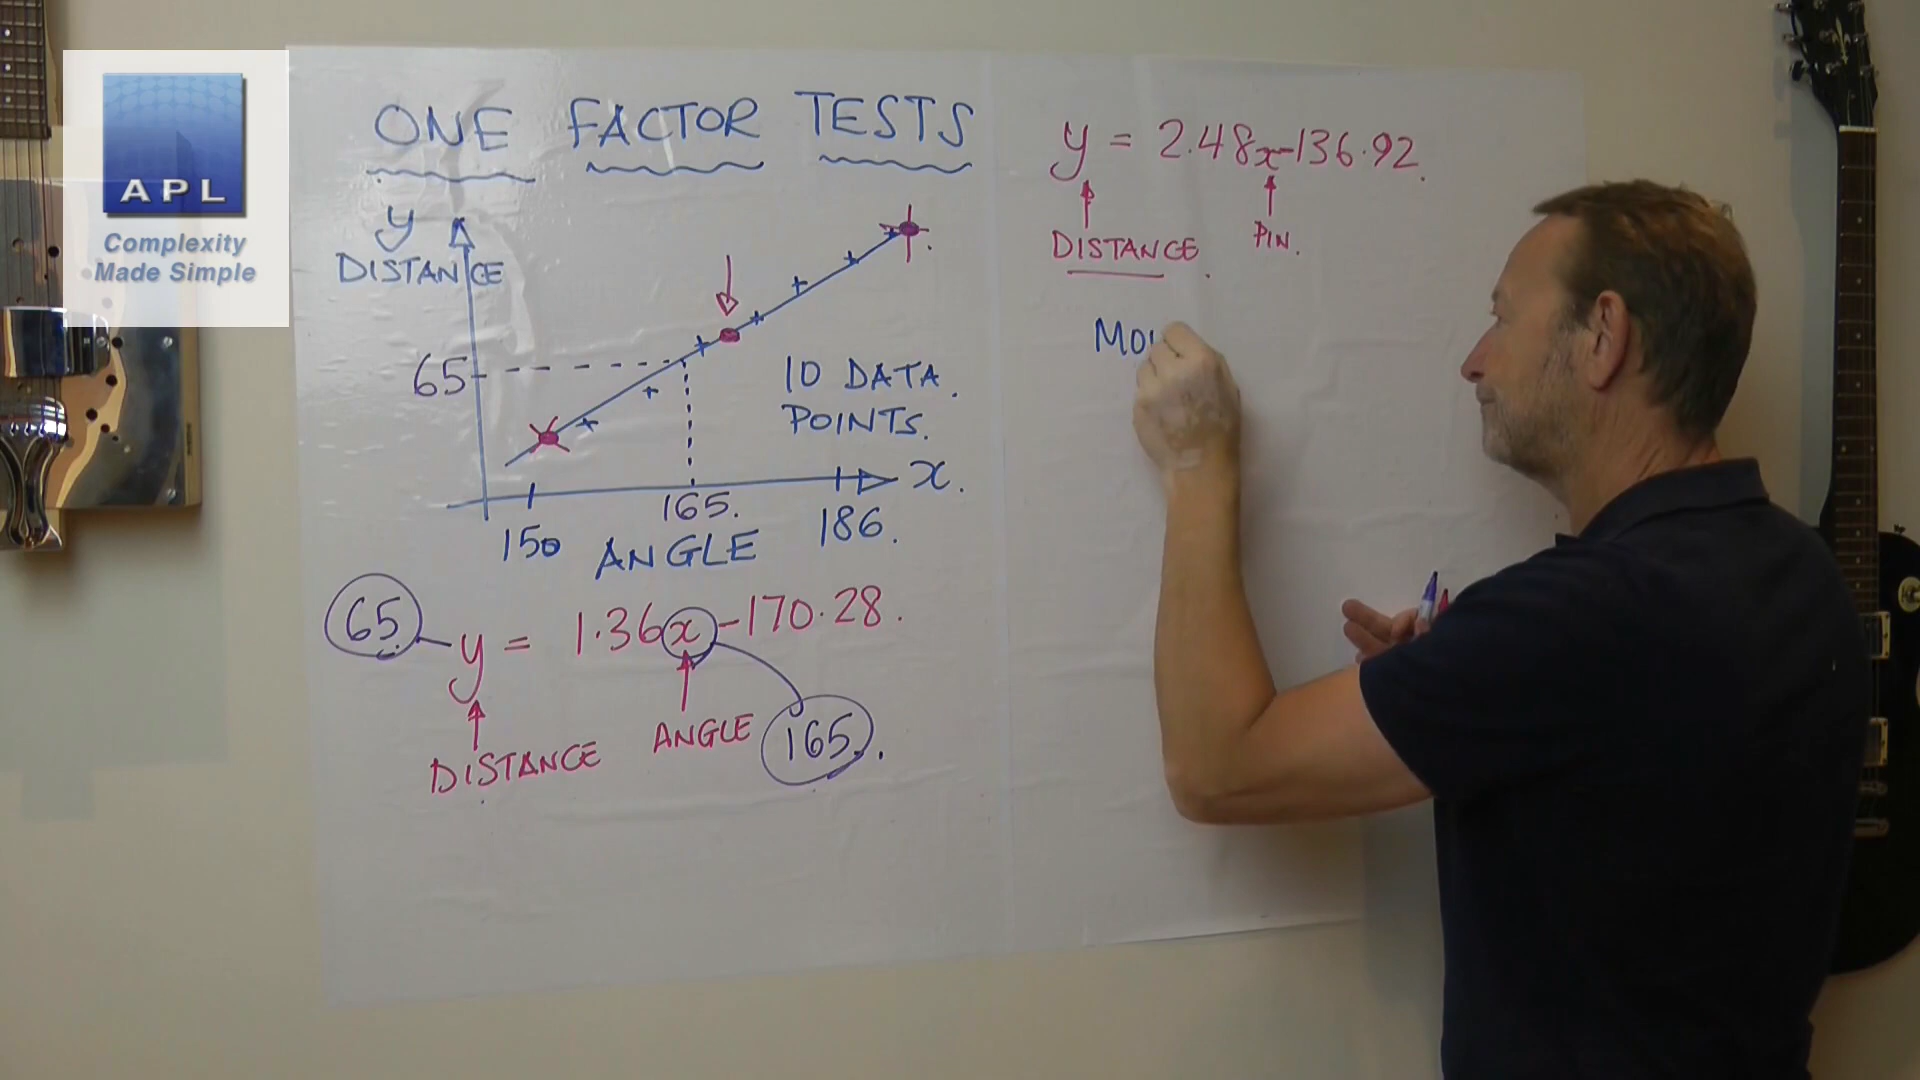 APL
Complexity
Made Simple
ONE FACTOR TESTS
y
DISTANCE
65
10 DATA.
POINTS.
x.
150
165.
186.
ANGLE
65. y = 1.36x-170.28.
DISTANCE
ANGLE
165.
y = 2.48x-136.92.
DISTANCE.
PIN.